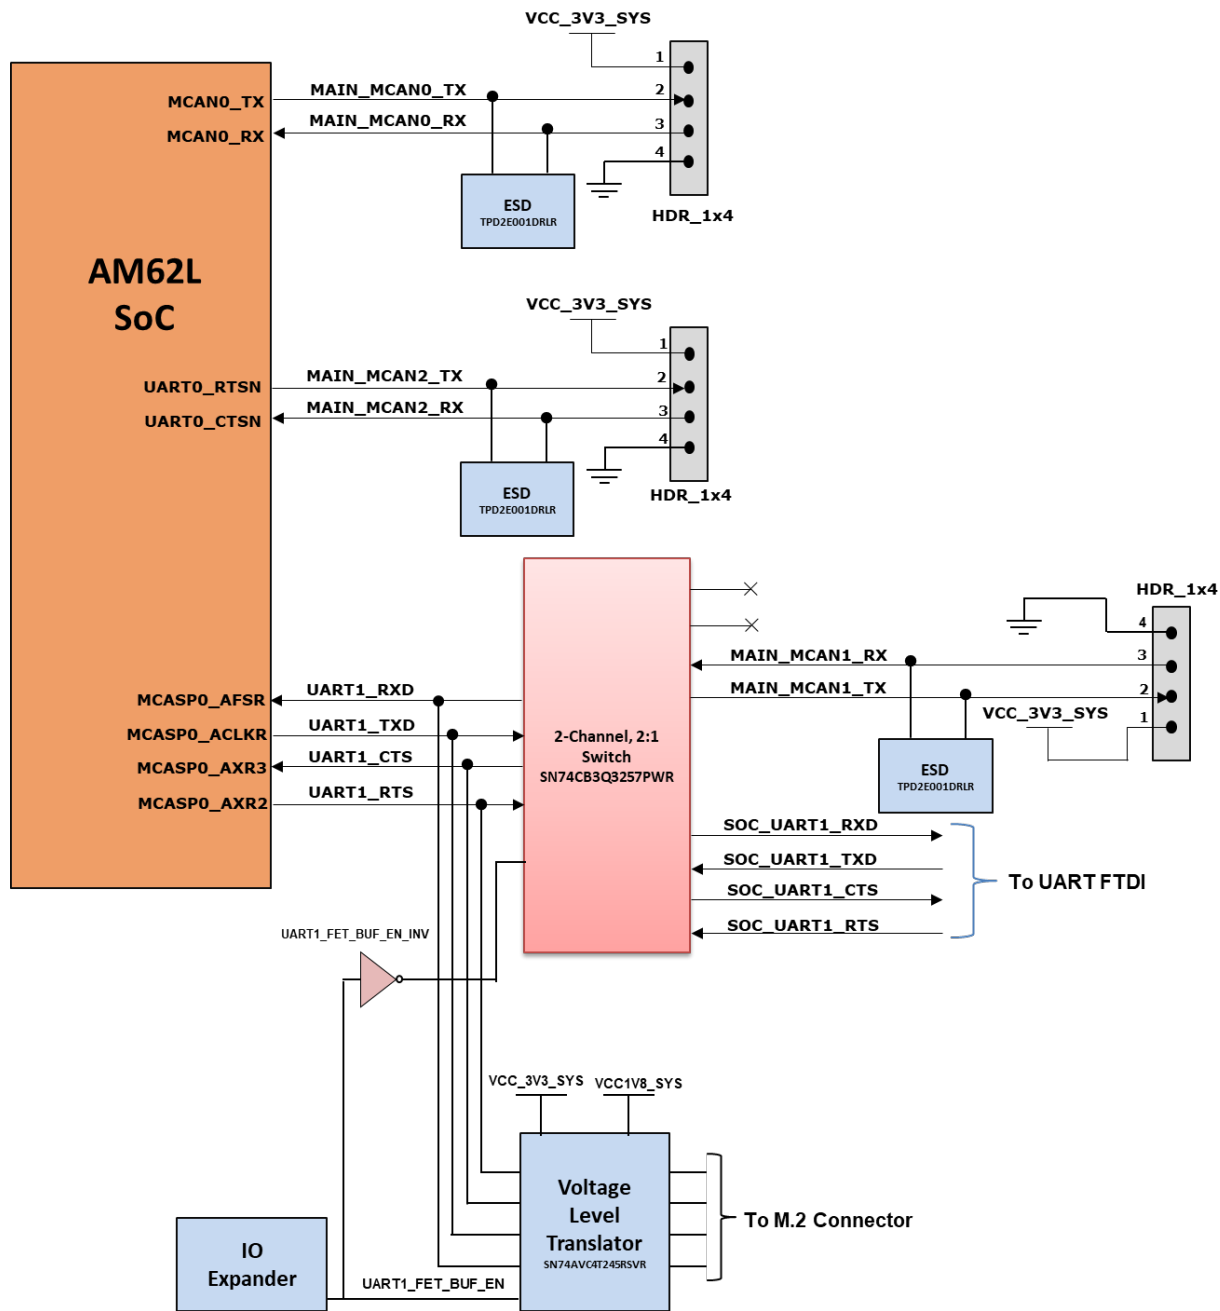 VCC_3V3_SYS
1
MCAN0_TX
MAIN_MCAN0_TX
2
MCAN0_RX
MAIN_MCAN0_RX
3
4
ESD
TPD2E001DRLR
HDR_1x4
AM62L
SoC
VCC_3V3_SYS
1
UART0_RTSN
MAIN_MCAN2_TX
2
UART0_CTSN
MAIN_MCAN2_RX
3
4
ESD
TPD2E001DRLR
HDR_1x4
HDR_1x4
4
MAIN_MCAN1_RX
3
MAIN_MCAN1_TX
2
VCC_3V3_SYS
1
MCASP0_AFSR
UART1_RXD
MCASP0_ACLKR
UART1_TXD
MCASP0_AXR3
UART1_CTS
MCASP0_AXR2
UART1_RTS
2-Channel, 2:1
Switch
SN74CB3Q3257PWR
ESD
TPD2E001DRLR
SOC_UART1_RXD
SOC_UART1_TXD
SOC_UART1_CTS
SOC_UART1_RTS
To UART FTDI
UART1_FET_BUF_EN_INV
VCC_3V3_SYS
VCC1V8_SYS
Voltage
Level
Translator
SN74AVC4T245RSVR
To M.2 Connector
IO
Expander
UART1_FET_BUF_EN